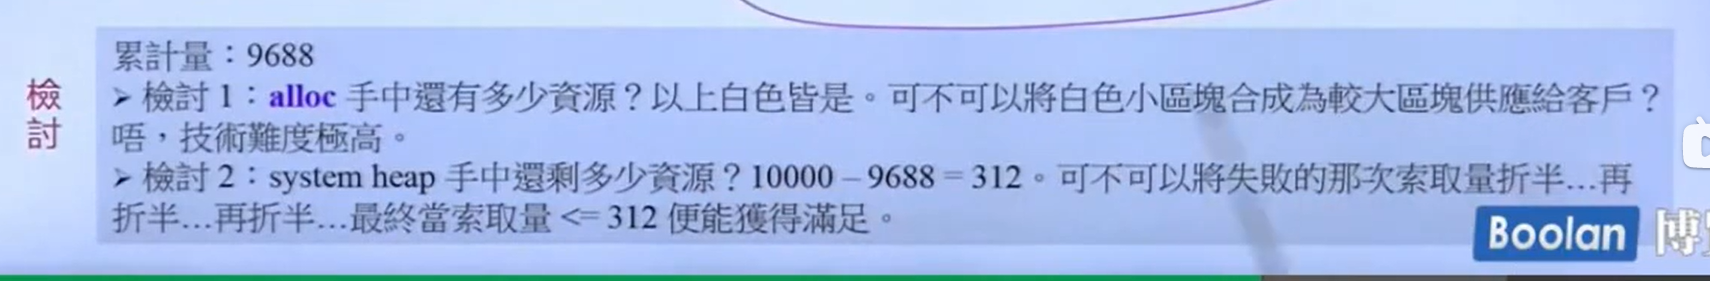 檢討
累計量：9688
➢ 檢討 1：alloc 手中還有多少資源？以上白色皆是。可不可以將白色小區塊合成為較大區塊供應給客戶？
唔，技術難度極高。
➢ 檢討 2：system heap 手中還剩多少資源？10000 – 9688 = 312。可不可以將失敗的那次索取量折半…再
折半…再折半…最終當索取量 <= 312 便能獲得滿足。
Boolan 博